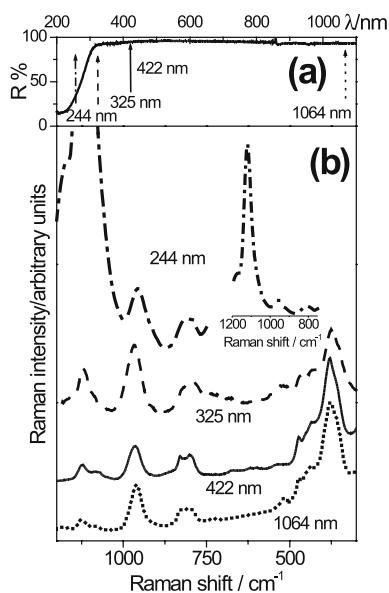 200 400 600 800 1000 λ/nm
R %
100
50
0
(a)
422 nm
325 nm
244 nm
1064 nm
(b)
Raman intensity/arbitrary units
244 nm
1200 1000 800
Raman shift / cm-1
325 nm
422 nm
1064 nm
1000 750 500
Raman shift / cm-1